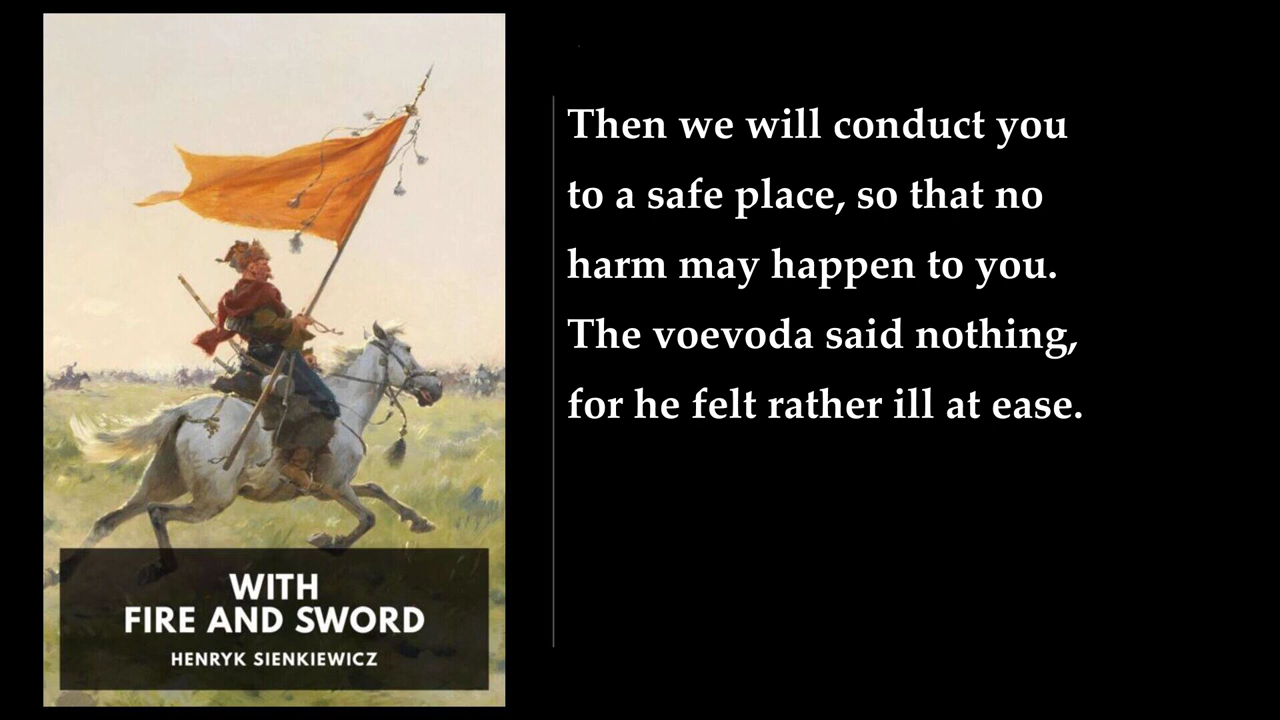 WITH
FIRE AND SWORD
HENRYK SIENKIEWICZ
Then we will conduct you
to a safe place, so that no
harm may happen to you.
The voevoda said nothing,
for he felt rather ill at ease.